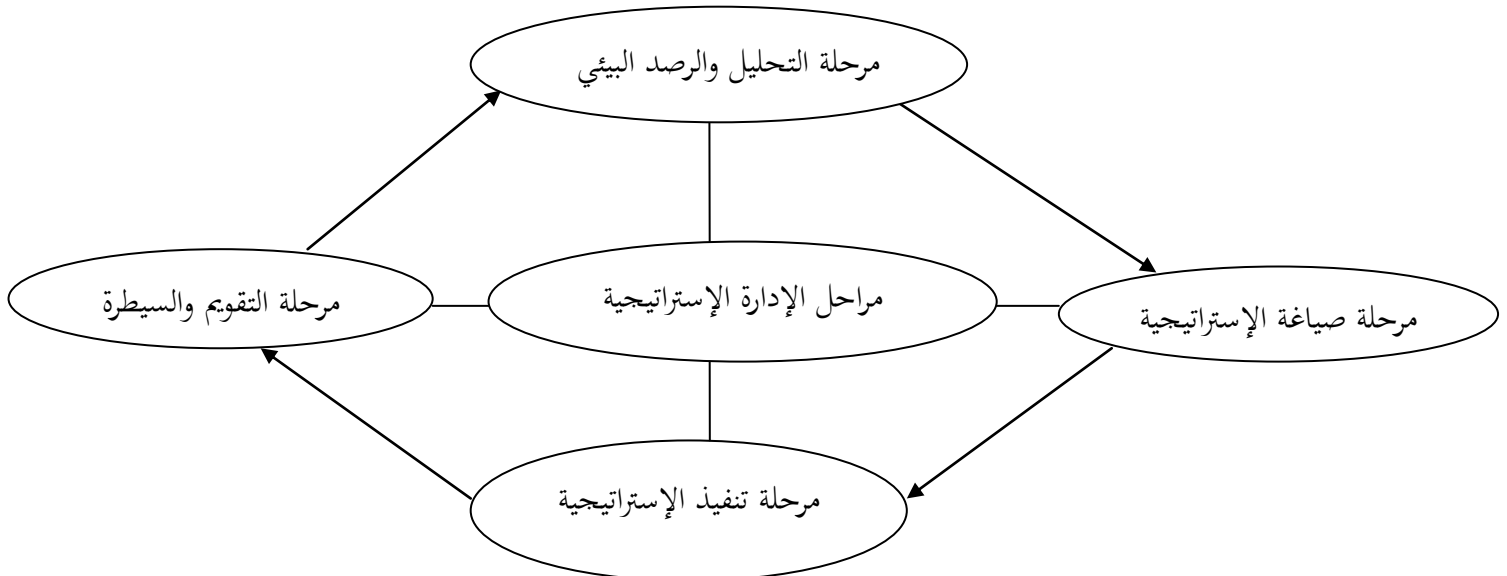 مرحلة التحليل والرصد البيئي
مراحل الإدارة الإستراتيجية
مرحلة صياغة الإستراتيجية
مرحلة التقويم والسيطرة
مرحلة تنفيذ الإستراتيجية